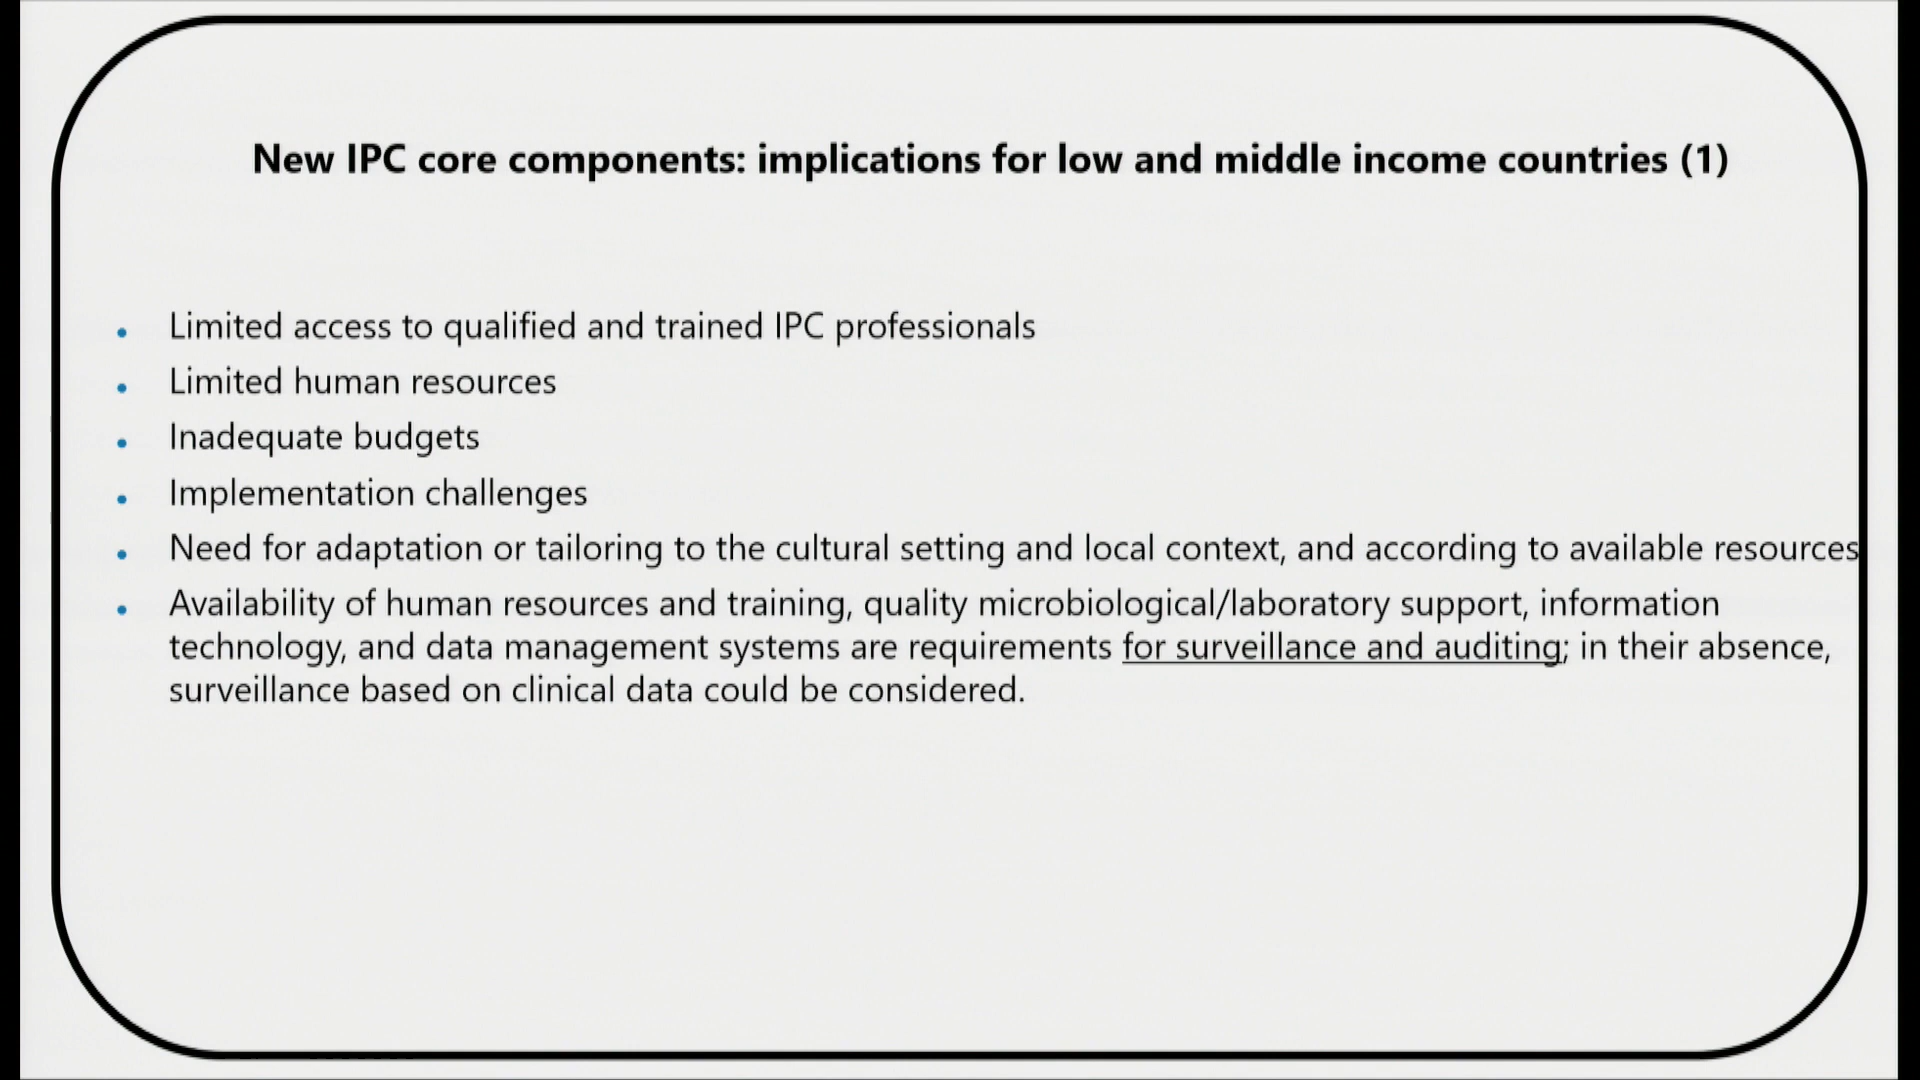 New IPC core components: implications for low and middle income countries (1)
• Limited access to qualified and trained IPC professionals
• Limited human resources
• Inadequate budgets
• Implementation challenges
• Need for adaptation or tailoring to the cultural setting and local context, and according to available resources
• Availability of human resources and training, quality microbiological/laboratory support, information
technology, and data management systems are requirements for surveillance and auditing; in their absence,
surveillance based on clinical data could be considered.